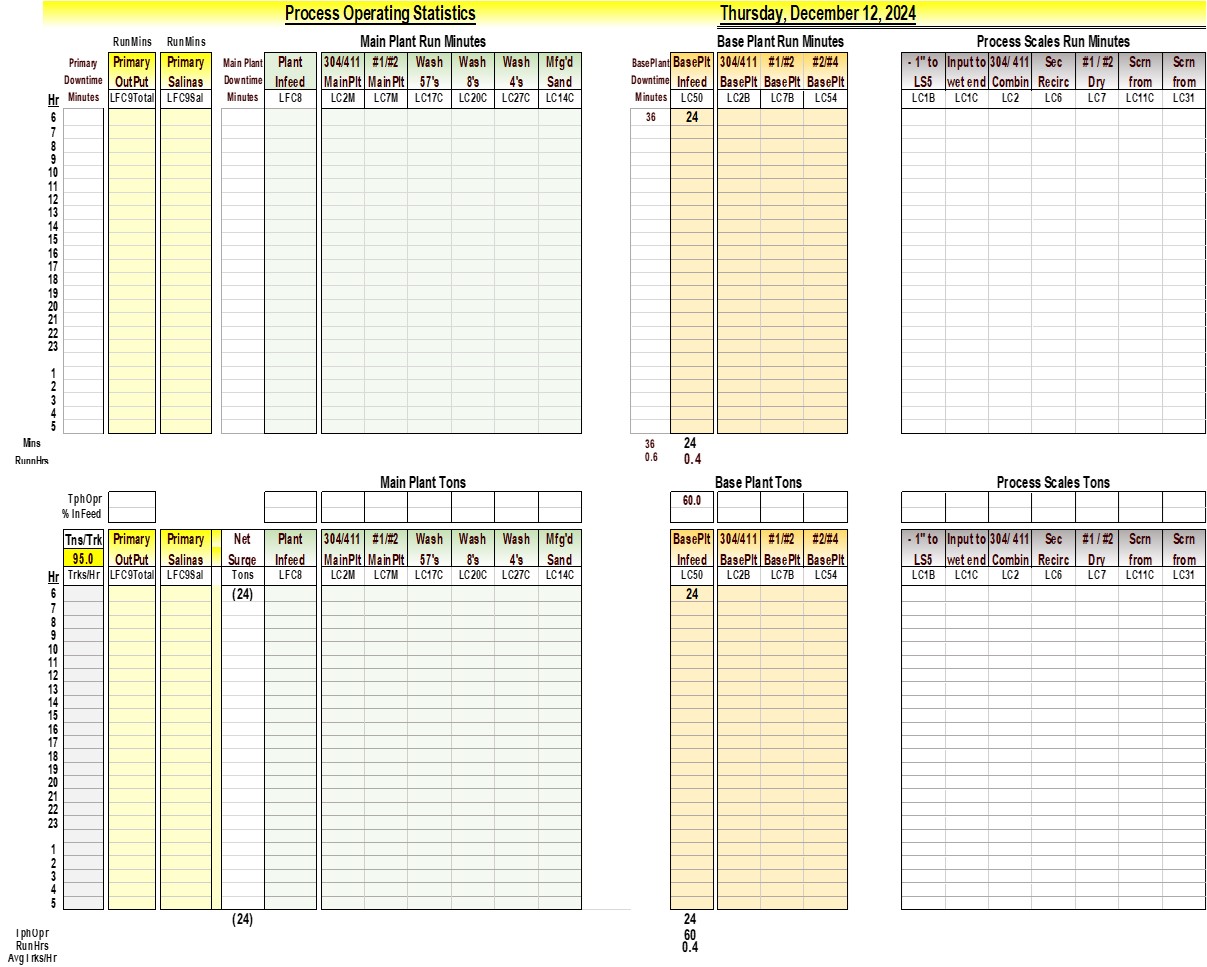 Process Operating Statistics Thursday, December 12, 2024
RunMins RunMins Main Plant Run Minutes Base Plant Run Minutes Process Scales Run Minutes
Primary Primary Primary Main Plant Plant 304/411 #1/#2 Wash Wash Wash Mfg'd BasePlant BasePlt 304/411 #1/#2 #2/#4 - 1" to Input to 304/ 411 Sec #1 / #2 Scrn Scrn
Downtime OutPut Salinas Downtime Infeed MainPlt MainPlt 57's 8's 4's Sand Downtime Infeed BasePlt BasePlt BasePlt LS5 wet end Combin Recirc Dry from from
Hr Minutes LFC9Total LFC9Sal Minutes LFC8 LC2M LC7M LC17C LC20C LC27C LC14C Minutes LC50 LC2B LC7B LC54 LC1B LC1C LC2 LC6 LC7 LC11C LC31
6 36 24
7
8
9
10
11
12
13
14
15
16
17
18
19
20
21
22
23
1
2
3
4
5
Mins 36 24
RunnHrs 0.6 0.4
Main Plant Tons Base Plant Tons Process Scales Tons
TphOpr 60.0
% InFeed
Tns/Trk Primary Primary Net Plant 304/411 #1/#2 Wash Wash Wash Mfg'd BasePlt 304/411 #1/#2 #2/#4 - 1" to Input to 304/ 411 Sec #1 / #2 Scrn Scrn
95.0 OutPut Salinas Surge Infeed MainPlt MainPlt 57's 8's 4's Sand Infeed BasePlt BasePlt BasePlt LS5 wet end Combin Recirc Dry from from
Hr Trks/Hr LFC9Total LFC9Sal Tons LFC8 LC2M LC7M LC17C LC20C LC27C LC14C LC50 LC2B LC7B LC54 LC1B LC1C LC2 LC6 LC7 LC11C LC31
6 (24) 24
7
8
9
10
11
12
13
14
15
16
17
18
19
20
21
22
23
1
2
3
4
5
(24) 24
TphOpr 60
RunHrs 0.4
AvgTrks/Hr